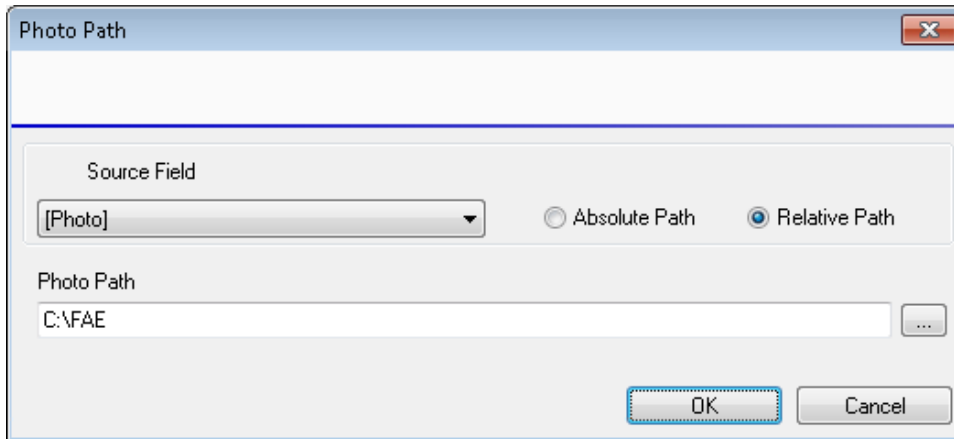 Photo Path
Source Field
[Photo]
Absolute Path
Relative Path
Photo Path
C:\FAE
...
OK
Cancel